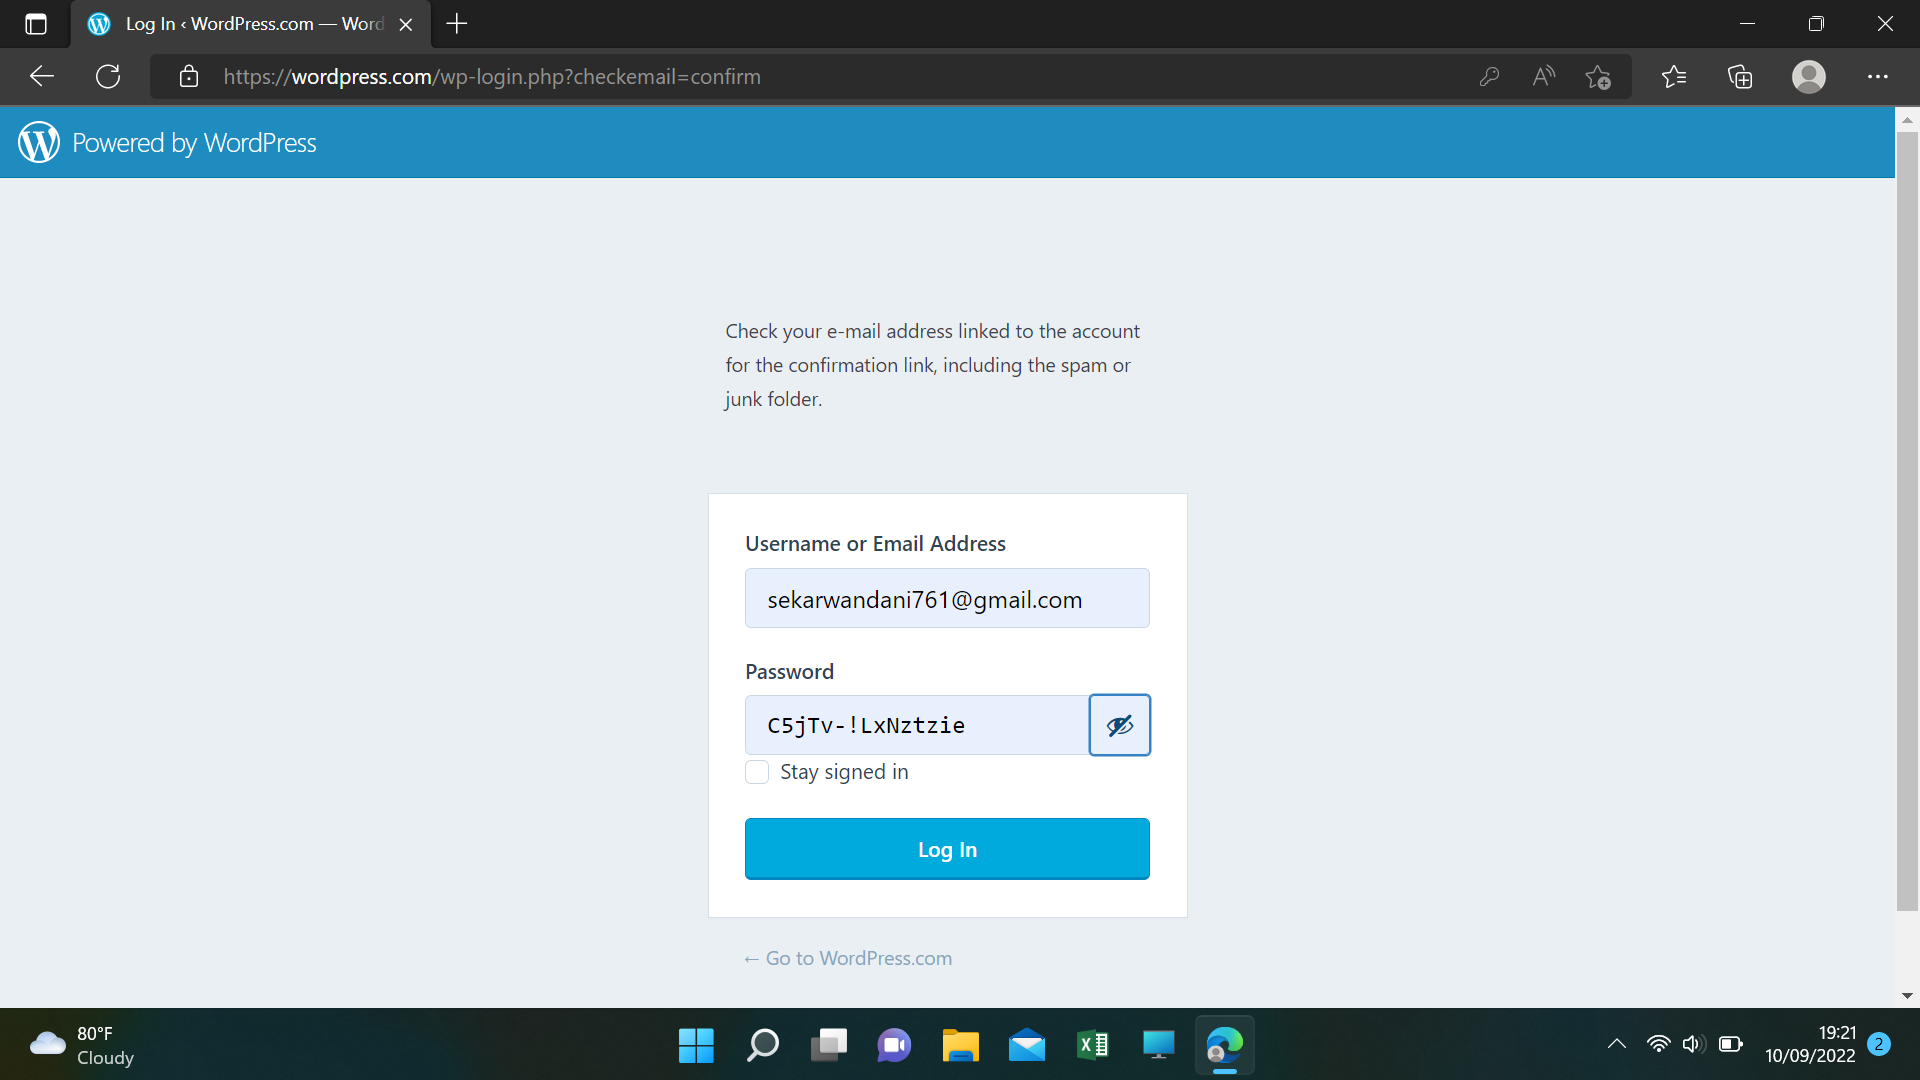 Log In ‹ WordPress.com — Word
https://wordpress.com/wp-login.php?checkemail=confirm
Powered by WordPress
Check your e-mail address linked to the account
for the confirmation link, including the spam or
junk folder.
Username or Email Address
sekarwandani761@gmail.com
Password
C5jTv-!LxNztzie
Stay signed in
Log In
← Go to WordPress.com
80°F
Cloudy
19:21
10/09/2022
2